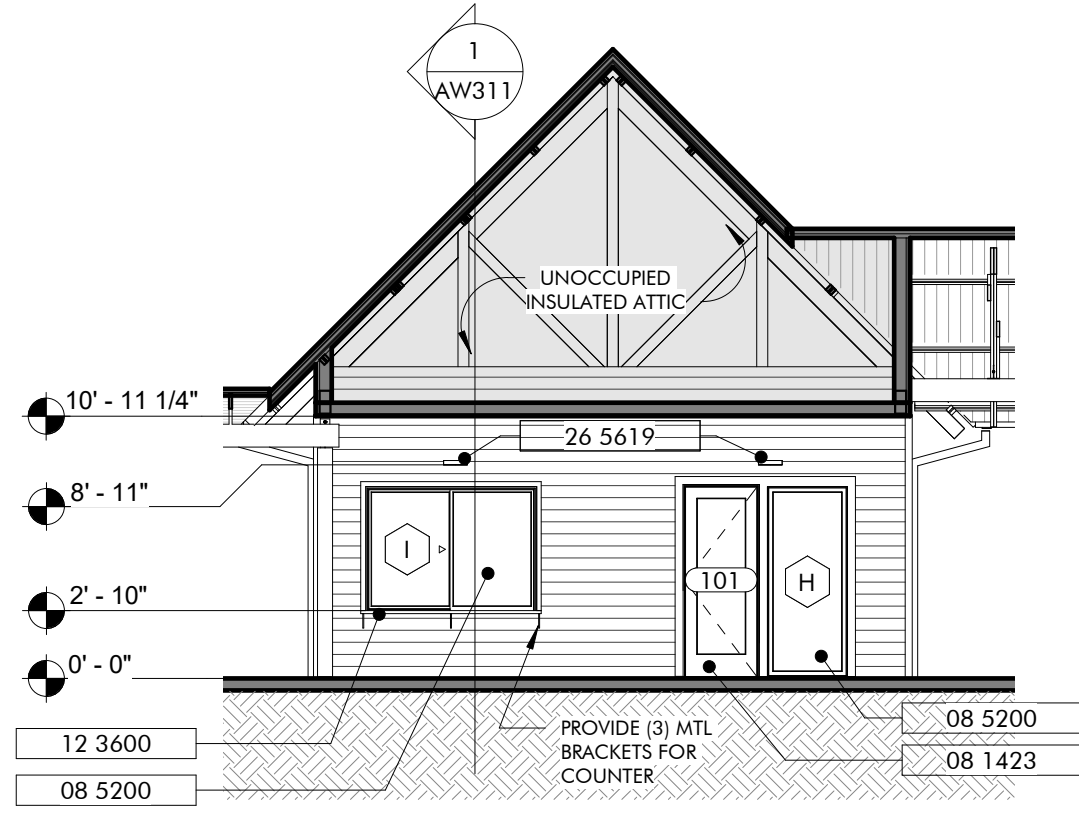 1
AW311
UNOCCUPIED
INSULATED ATTIC
10' - 11 1/4"
26 5619
8' - 11"
I
2' - 10"
101
H
0' - 0"
12 3600
08 5200
PROVIDE (3) MTL
BRACKETS FOR
COUNTER
08 5200
08 1423